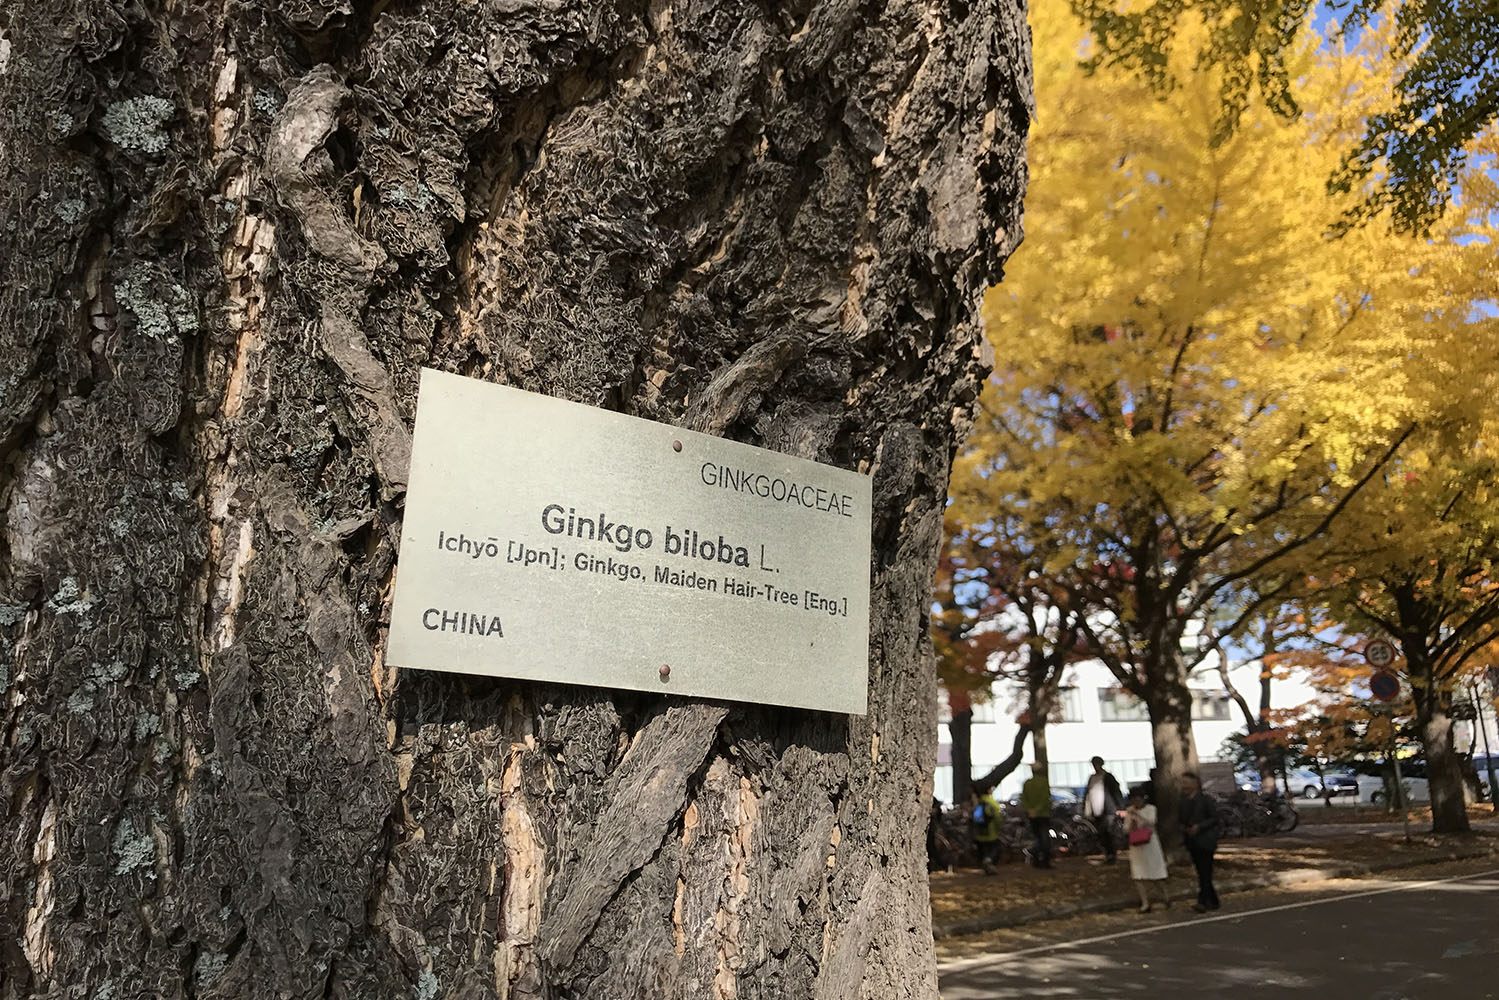 GINKGOACEAE
Ginkgo biloba L.
Ichyō [Jpn]; Ginkgo, Maiden Hair-Tree [Eng.]
CHINA